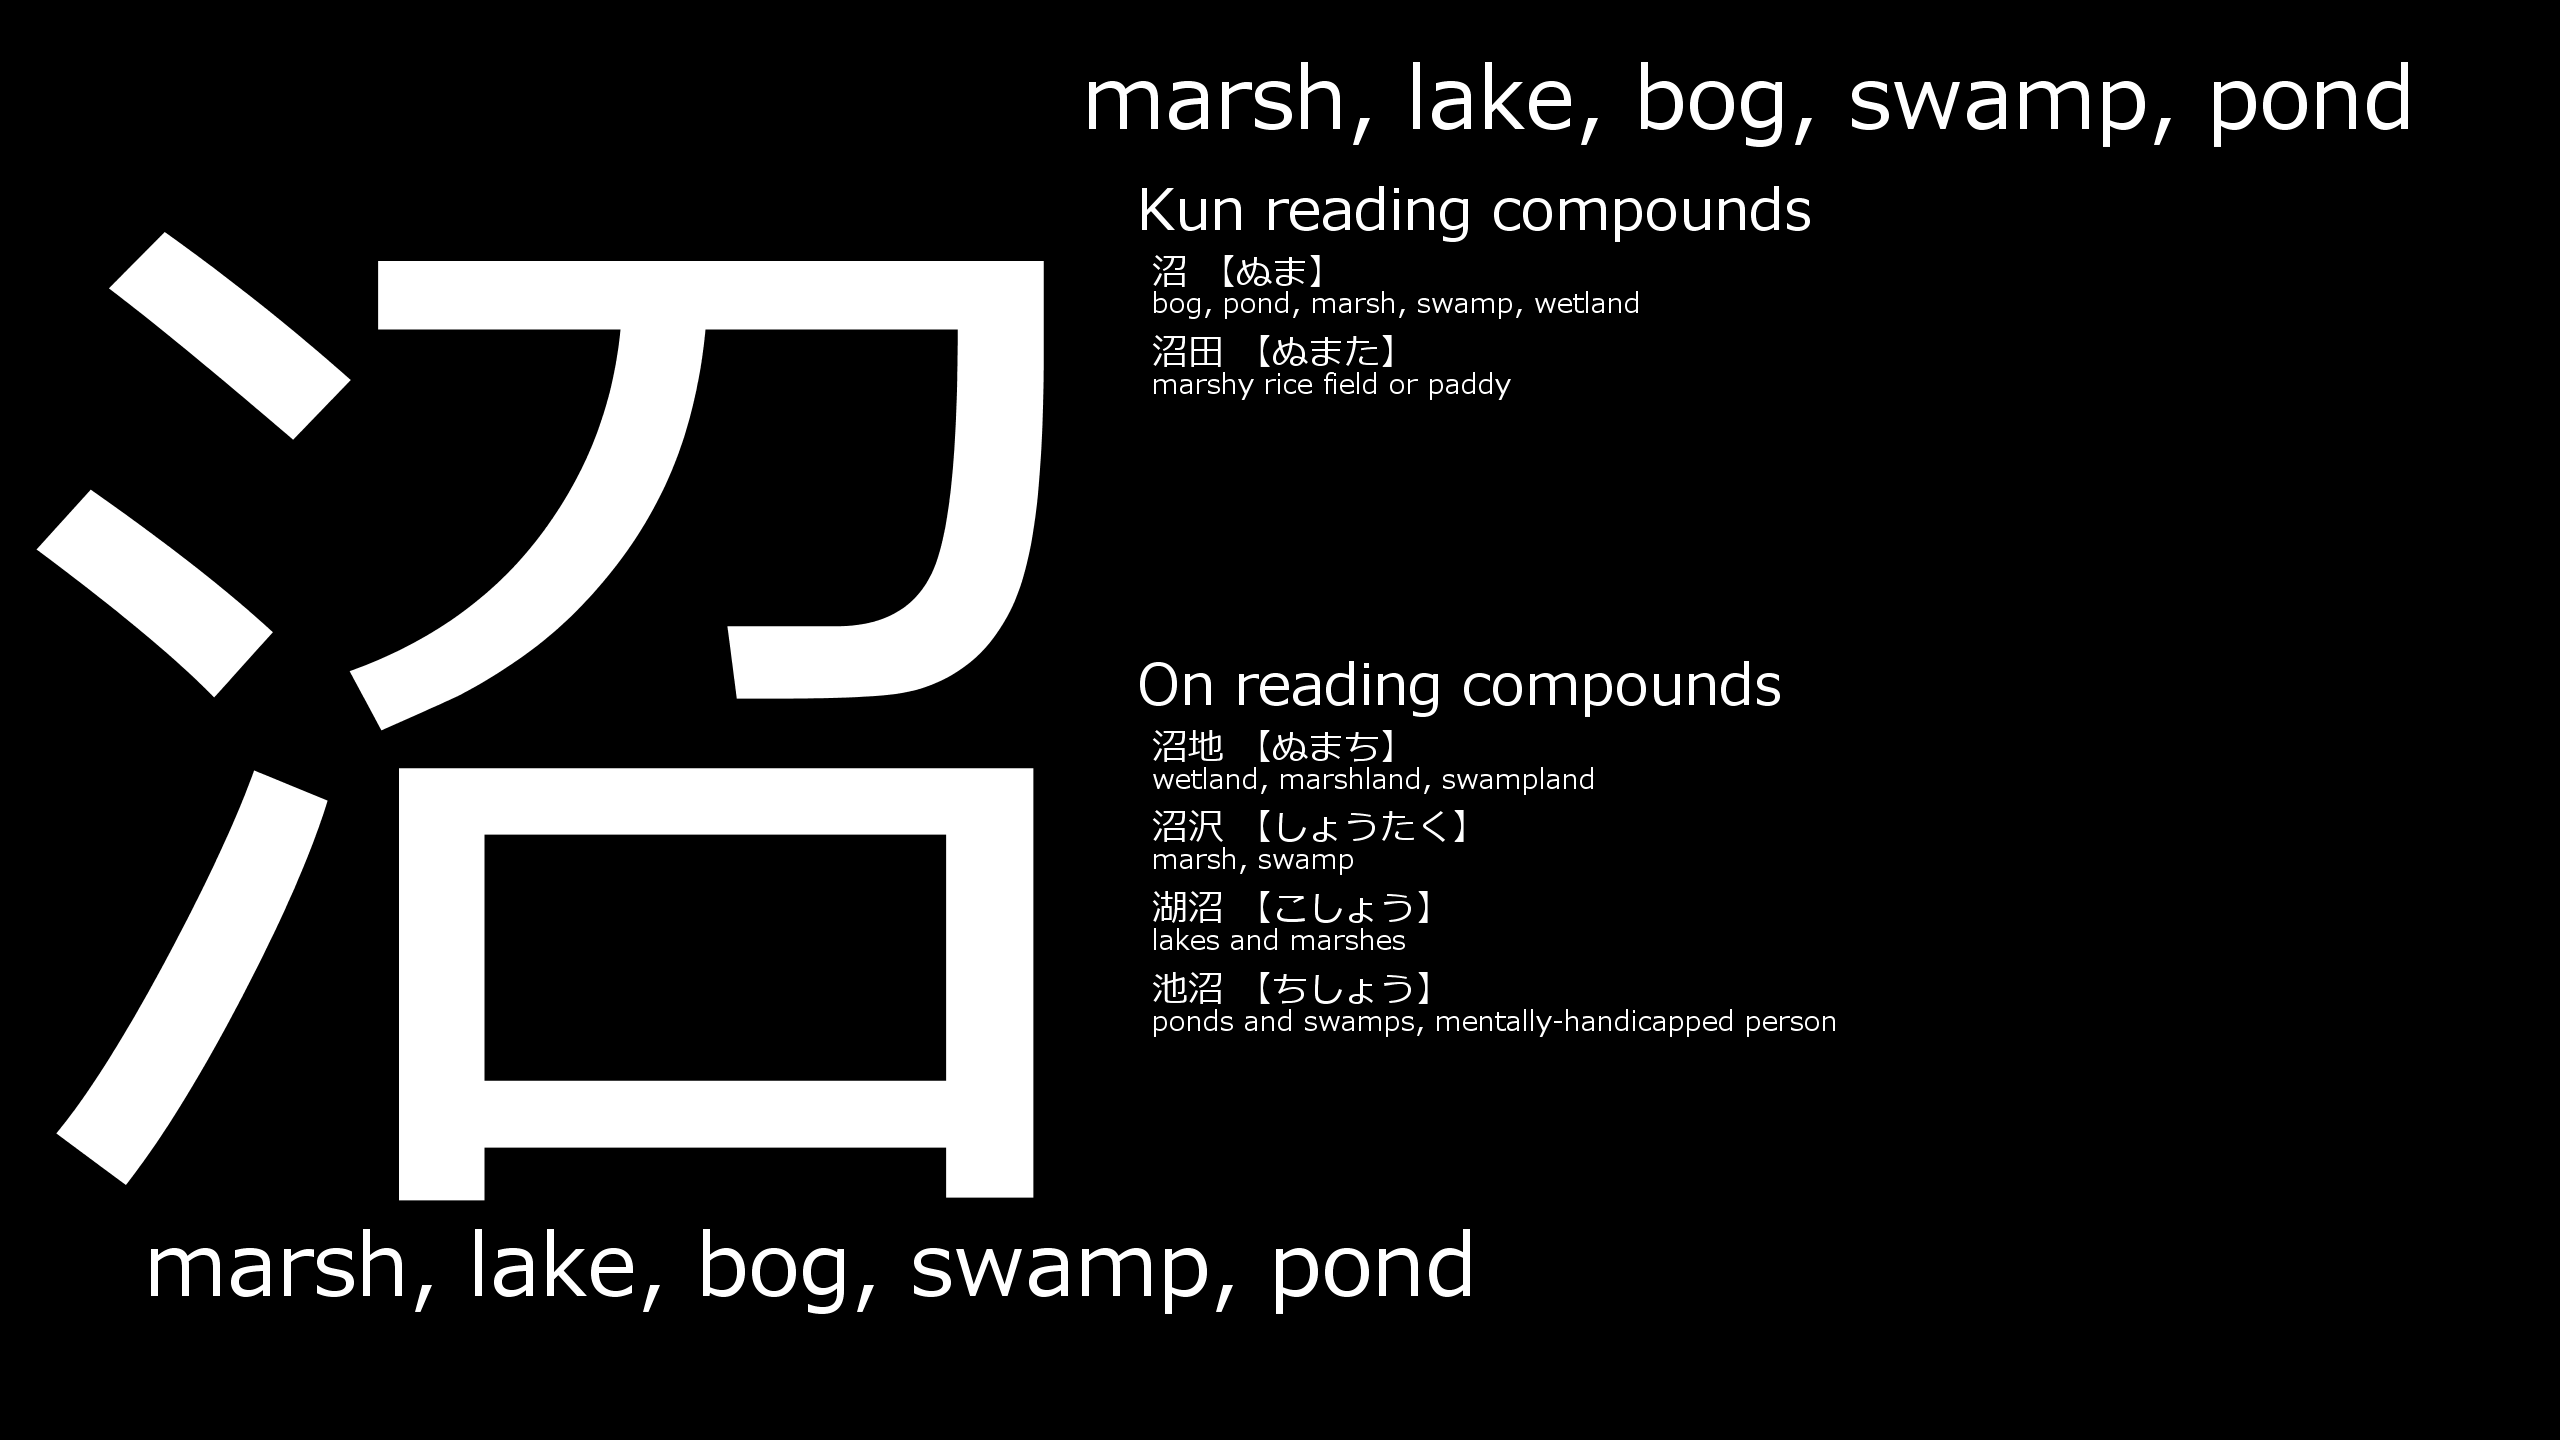 沼
marsh, lake, bog, swamp, pond
Kun reading compounds
沼 【ぬま】
bog, pond, marsh, swamp, wetland
沼田 【ぬまた】
marshy rice field or paddy
On reading compounds
沼地 【ぬまち】
wetland, marshland, swampland
沼沢 【しょうたく】
marsh, swamp
湖沼 【こしょう】
lakes and marshes
池沼 【ちしょう】
ponds and swamps, mentally-handicapped person
marsh, lake, bog, swamp, pond